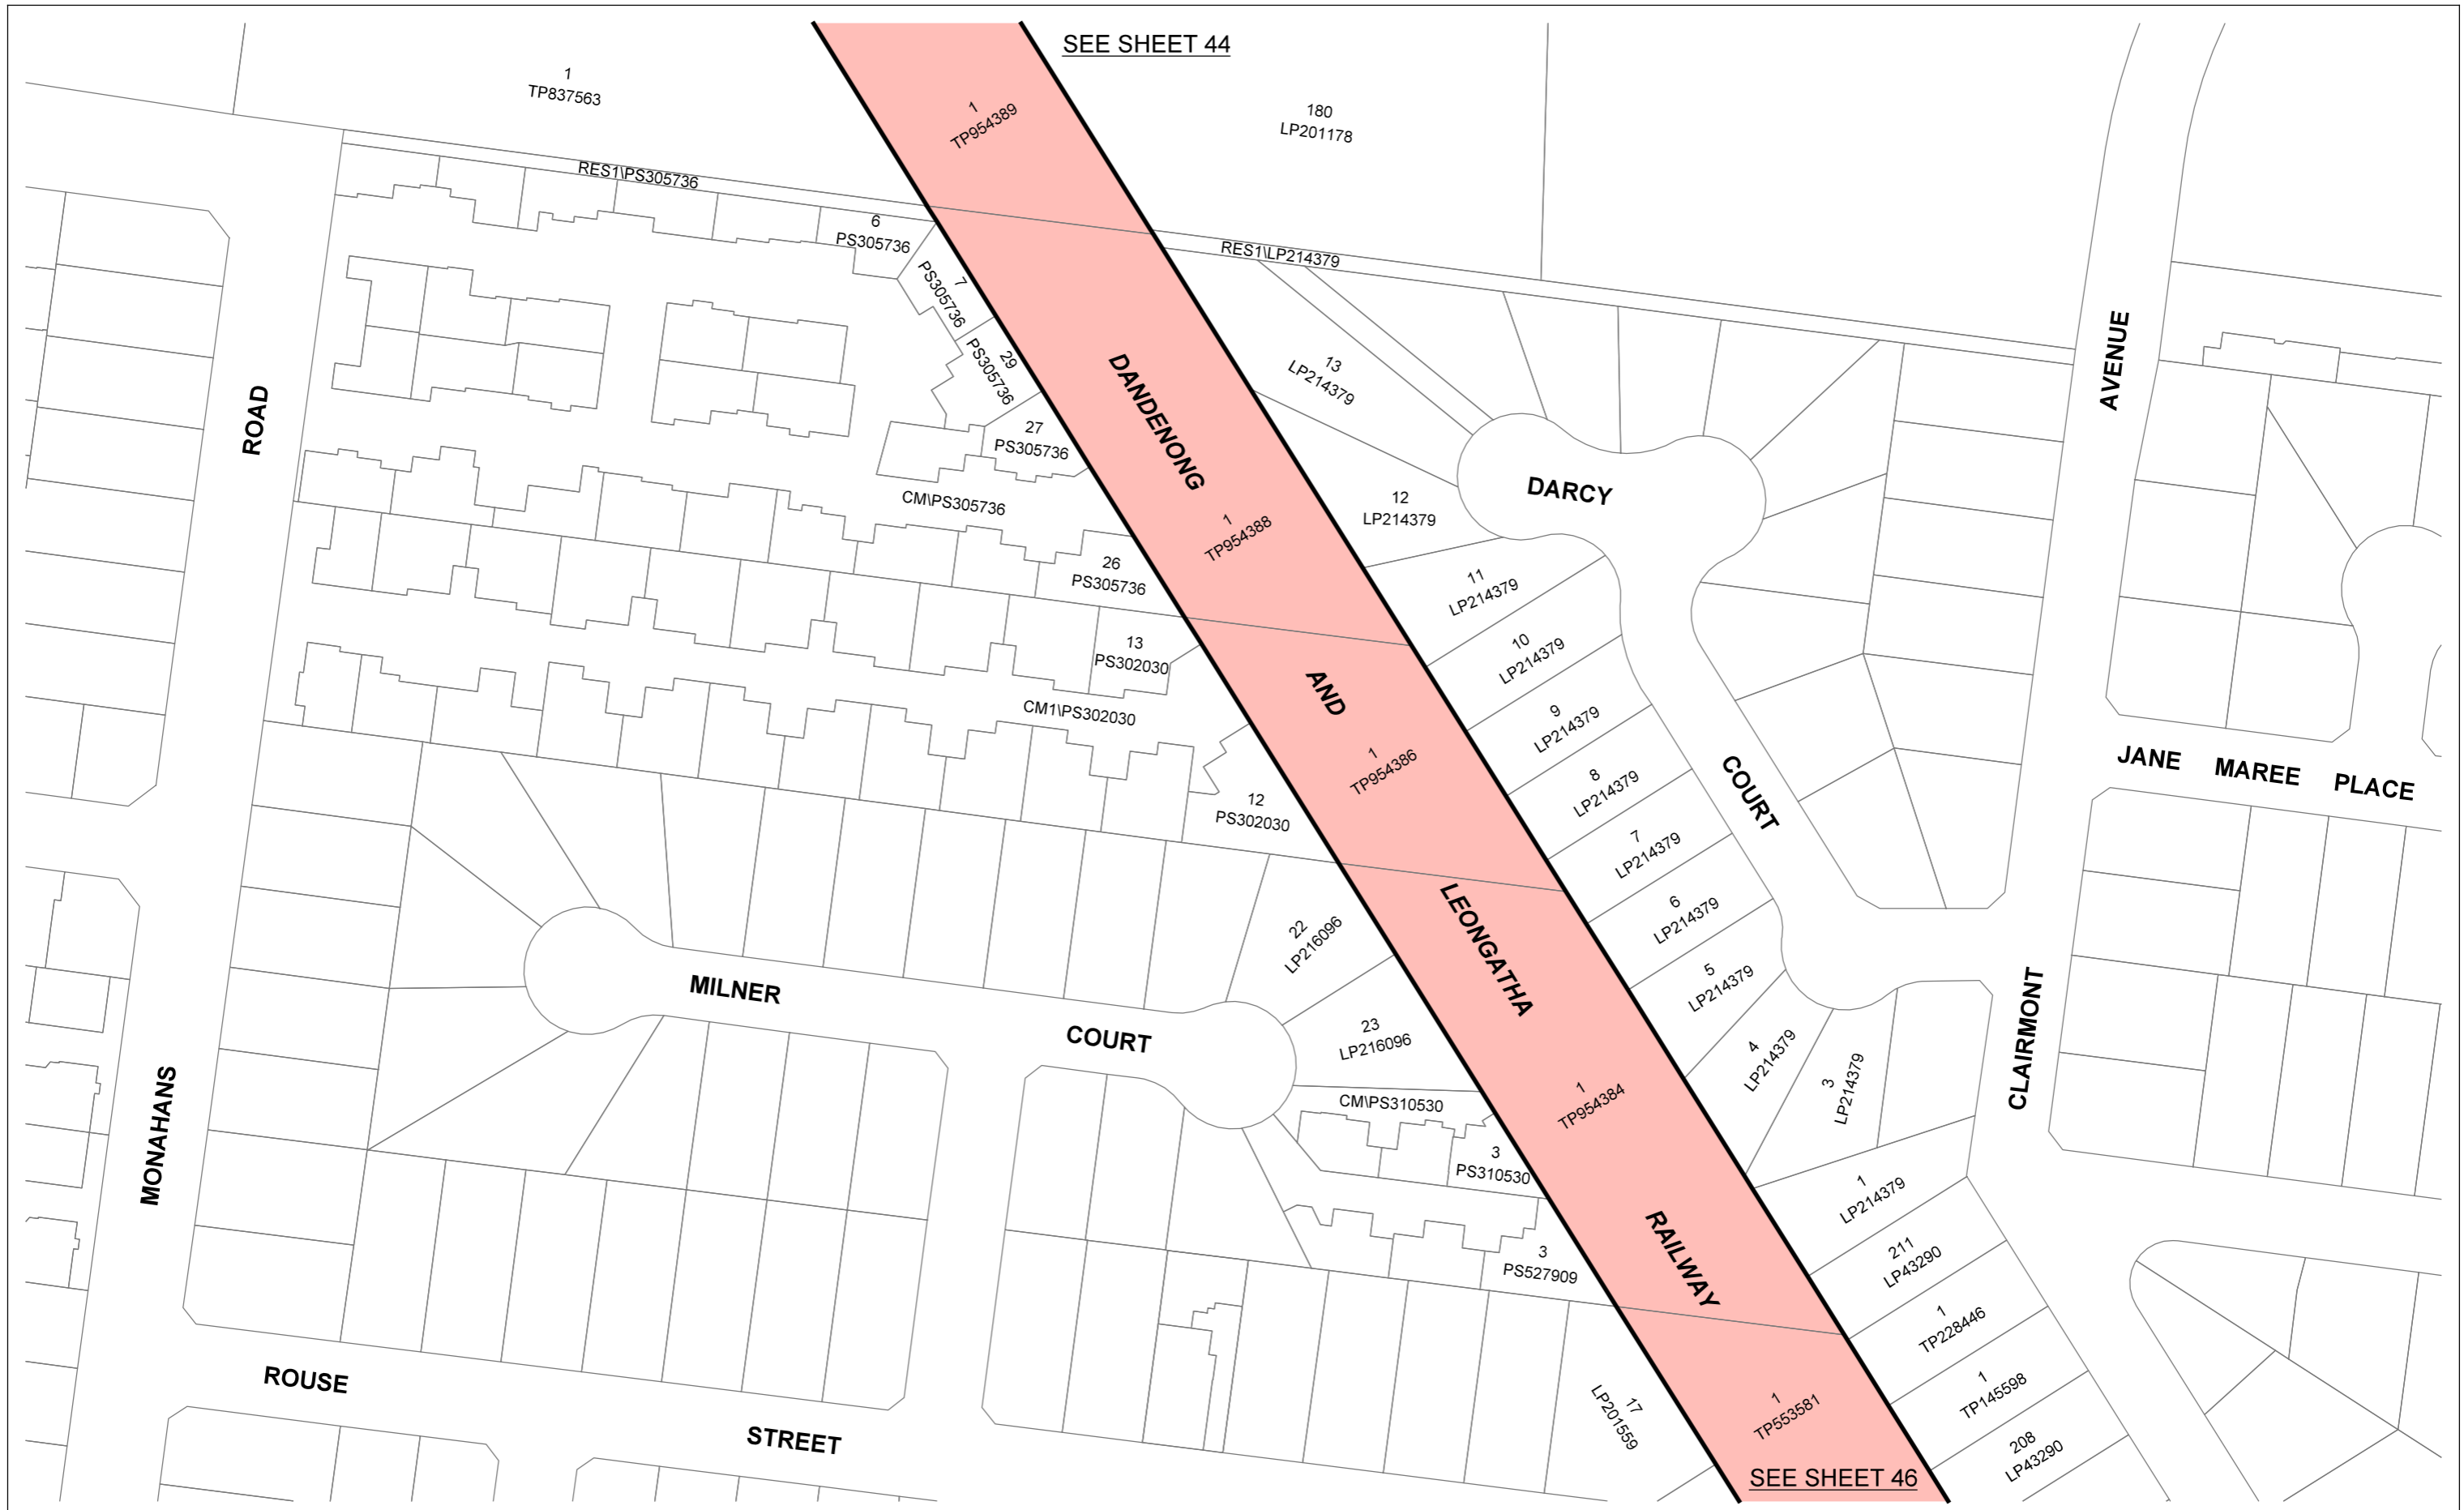 SEE SHEET 44
1
TP837563
1
TP954389
180
LP201178
RES1\PS305736
6
PS305736
RES1\LP214379
7
PS305736
29
PS305736
13
LP214379
AVENUE
ROAD
DANDENONG
27
PS305736
CM\PS305736
12
LP214379
DARCY
1
TP954388
26
PS305736
11
LP214379
13
PS302030
10
LP214379
AND
CM1\PS302030
9
LP214379
1
TP954386
8
LP214379
COURT
JANE MAREE PLACE
12
PS302030
7
LP214379
22
LP216096
LEONGATHA
6
LP214379
5
LP214379
MILNER
COURT
23
LP216096
4
LP214379
3
LP214379
CLAIRMONT
CM\PS310530
1
TP954384
MONAHANS
3
PS310530
1
LP214379
3
PS527909
RAILWAY
211
LP43290
1
TP228446
ROUSE
STREET
17
LP201559
1
TP553581
1
TP145598
208
LP43290
SEE SHEET 46